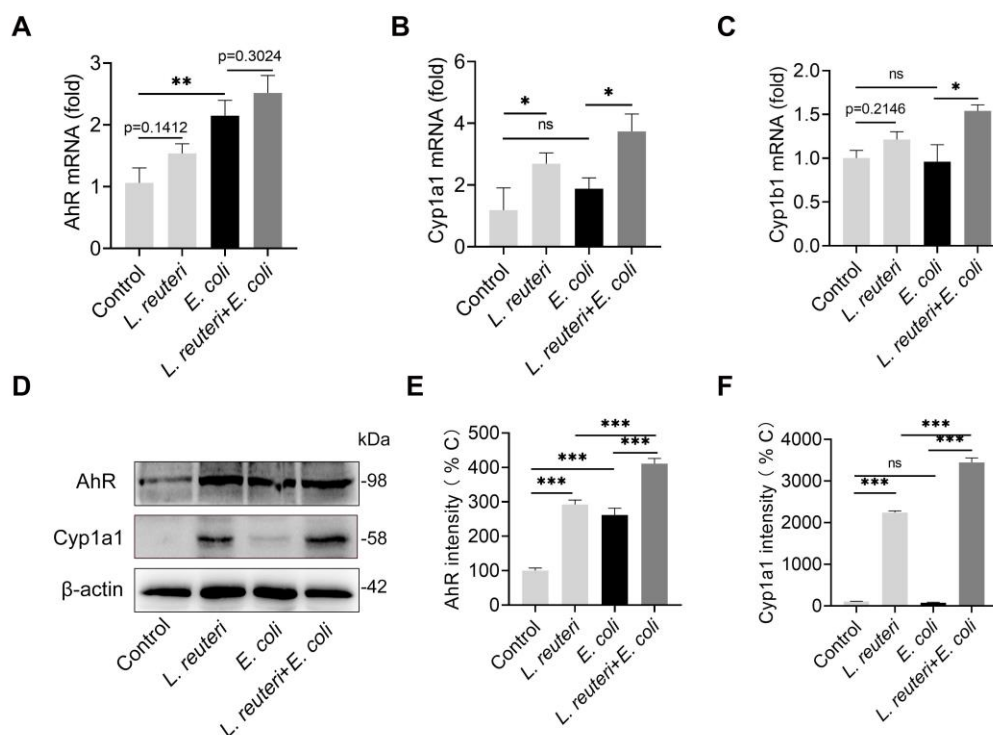 A
AhR mRNA (fold)
3
2
1
0
p=0.1412
**
p=0.3024
Control
L. reuteri
E. coli
L. reuteri+E. coli
B
Cyp1a1 mRNA (fold)
6
4
2
0
*
ns
*
Control
L. reuteri
E. coli
L. reuteri+E. coli
C
Cyp1b1 mRNA (fold)
2.0
1.5
1.0
0.5
0.0
ns
p=0.2146
*
Control
L. reuteri
E. coli
L. reuteri+E. coli
D
kDa
AhR
-98
Cyp1a1
-58
β-actin
-42
Control
L. reuteri
E. coli
L. reuteri+E. coli
E
AhR intensity ( % C)
500
400
300
200
100
0
***
***
***
***
Control
L. reuteri
E. coli
L. reuteri+E. coli
F
Cyp1a1 intensity ( % C)
4000
3000
2000
1000
0
***
***
ns
***
Control
L. reuteri
E. coli
L. reuteri+E. coli